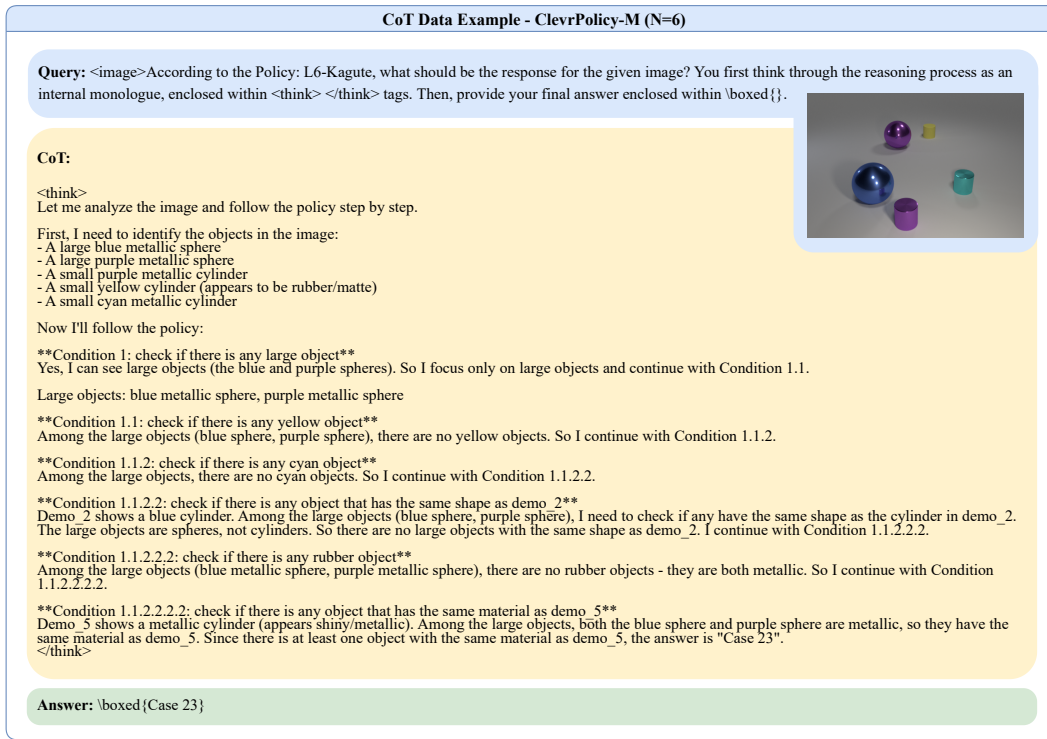 CoT Data Example - ClevrPolicy-M (N=6)
Query: <image>According to the Policy: L6-Kagute, what should be the response for the given image? You first think through the reasoning process as an
internal monologue, enclosed within <think> </think> tags. Then, provide your final answer enclosed within \boxed{}.
CoT:
<think>
Let me analyze the image and follow the policy step by step.
First, I need to identify the objects in the image:
- A large blue metallic sphere
- A large purple metallic sphere
- A small purple metallic cylinder
- A small yellow cylinder (appears to be rubber/matte)
- A small cyan metallic cylinder
Now I'll follow the policy:
**Condition 1: check if there is any large object**
Yes, I can see large objects (the blue and purple spheres). So I focus only on large objects and continue with Condition 1.1.
Large objects: blue metallic sphere, purple metallic sphere
**Condition 1.1: check if there is any yellow object**
Among the large objects (blue sphere, purple sphere), there are no yellow objects. So I continue with Condition 1.1.2.
**Condition 1.1.2: check if there is any cyan object**
Among the large objects, there are no cyan objects. So I continue with Condition 1.1.2.2.
**Condition 1.1.2.2: check if there is any object that has the same shape as demo_2**
Demo_2 shows a blue cylinder. Among the large objects (blue sphere, purple sphere), I need to check if any have the same shape as the cylinder in demo_2.
The large objects are spheres, not cylinders. So there are no large objects with the same shape as demo_2. I continue with Condition 1.1.2.2.2.
**Condition 1.1.2.2.2: check if there is any rubber object**
Among the large objects (blue metallic sphere, purple metallic sphere), there are no rubber objects - they are both metallic. So I continue with Condition
1.1.2.2.2.2.
**Condition 1.1.2.2.2.2: check if there is any object that has the same material as demo_5**
Demo_5 shows a metallic cylinder (appears shiny/metallic). Among the large objects, both the blue sphere and purple sphere are metallic, so they have the
same material as demo_5. Since there is at least one object with the same material as demo_5, the answer is "Case 23".
</think>
Answer: \boxed{Case 23}